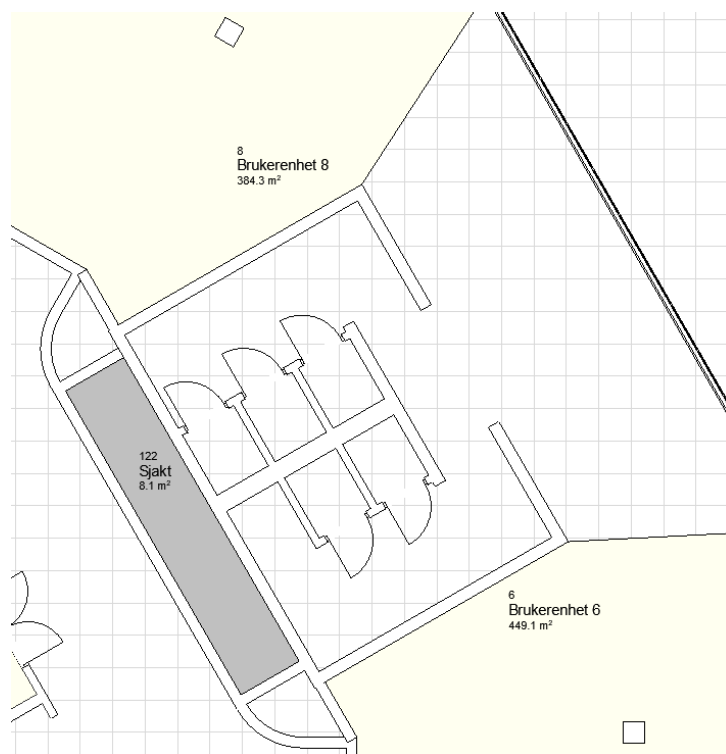 8
Brukerenhet 8
384.3 m²
122
Sjakt
8.1 m²
6
Brukerenhet 6
449.1 m²